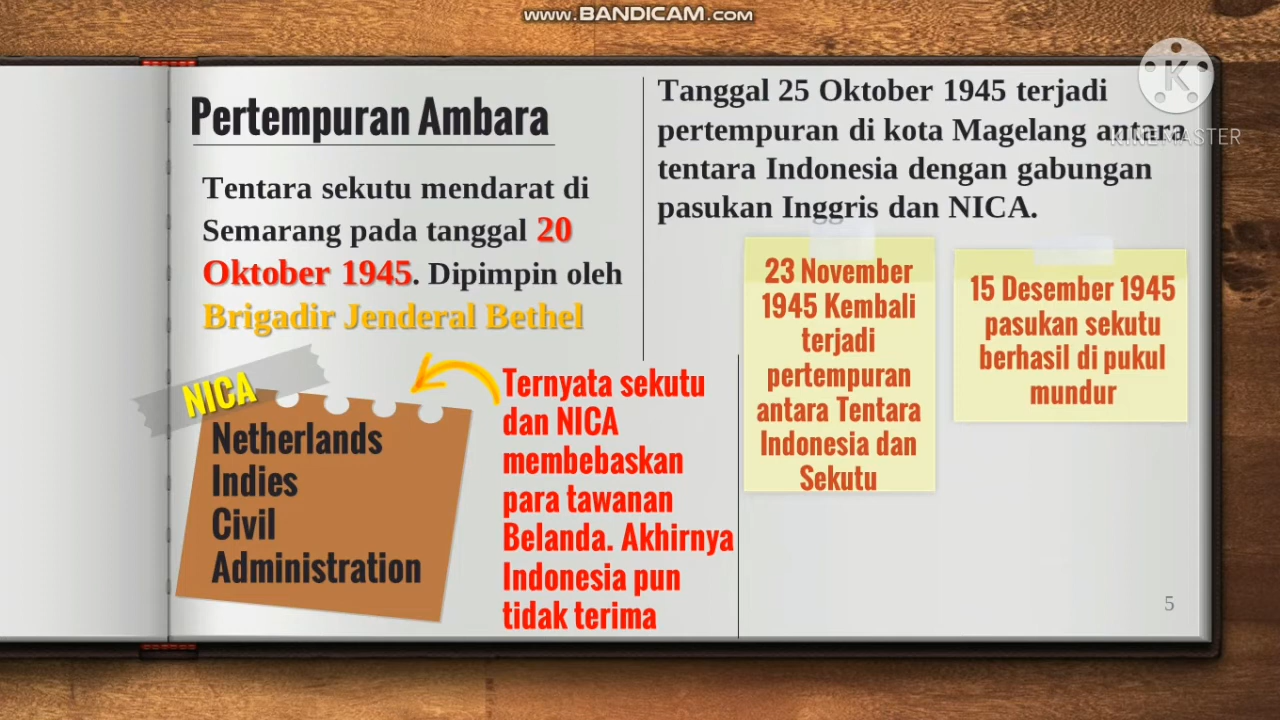 www.BANDICAM.com
Pertempuran Ambara
Tentara sekutu mendarat di
Semarang pada tanggal 20
Oktober 1945. Dipimpin oleh
Brigadir Jenderal Bethel
NICA
Netherlands
Indies
Civil
Administration
Ternyata sekutu
dan NICA
membebaskan
para tawanan
Belanda. Akhirnya
Indonesia pun
tidak terima
Tanggal 25 Oktober 1945 terjadi
pertempuran di kota Magelang antara
tentara Indonesia dengan gabungan
pasukan Inggris dan NICA.
K
KINEMASTER
23 November
1945 Kembali
terjadi
pertempuran
antara Tentara
Indonesia dan
Sekutu
15 Desember 1945
pasukan sekutu
berhasil di pukul
mundur
5